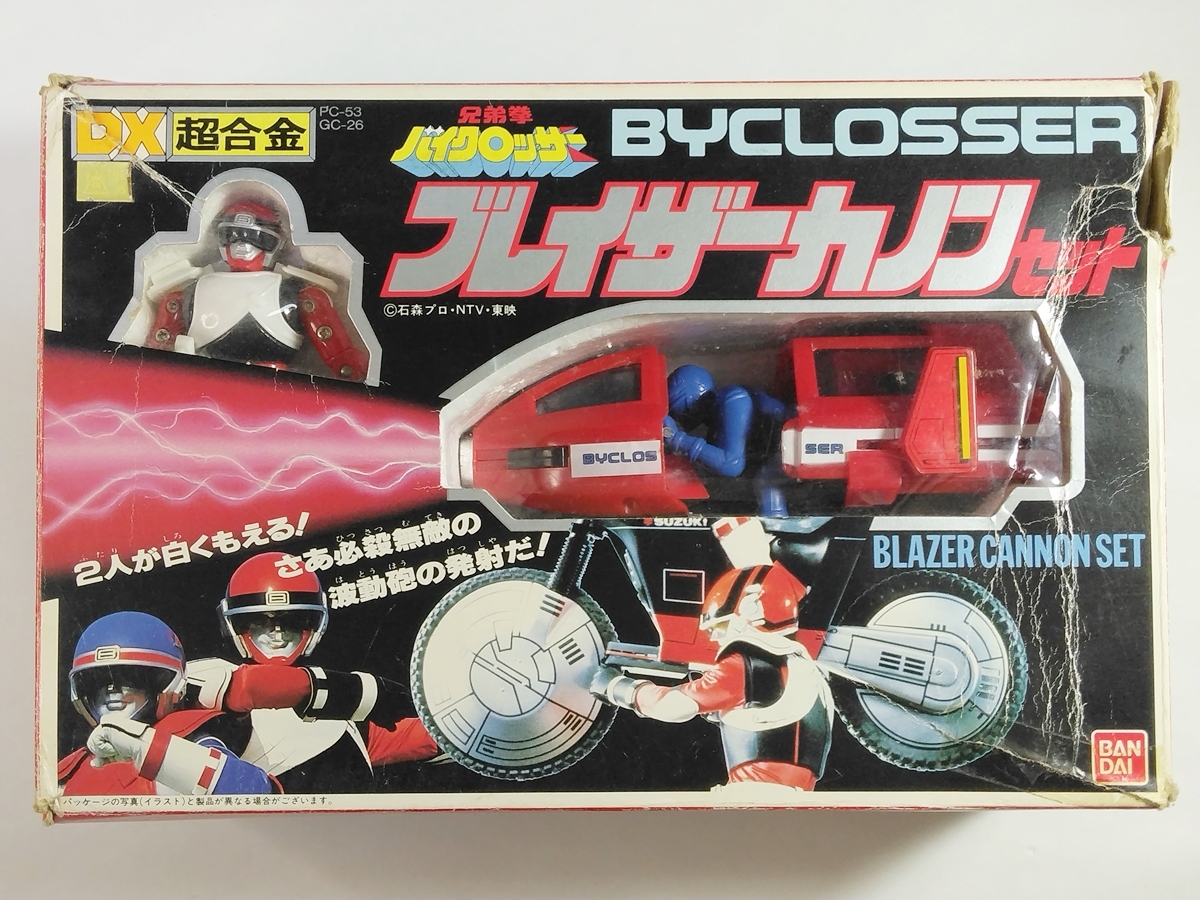 DX 超合金
PC-53
GC-26
兄弟拳
バイクロッサー
BYCLOSSER
ブレイザーカノンセット
©石森プロ・NTV・東映
BYCLOS
SER
2人が白くもえる!
さあ必殺無敵の
波動砲の発射だ!
SUZUKI
BLAZER CANNON SET
B
B
BAN
DAI
パッケージの写真(イラスト)と製品が異なる場合がございます。